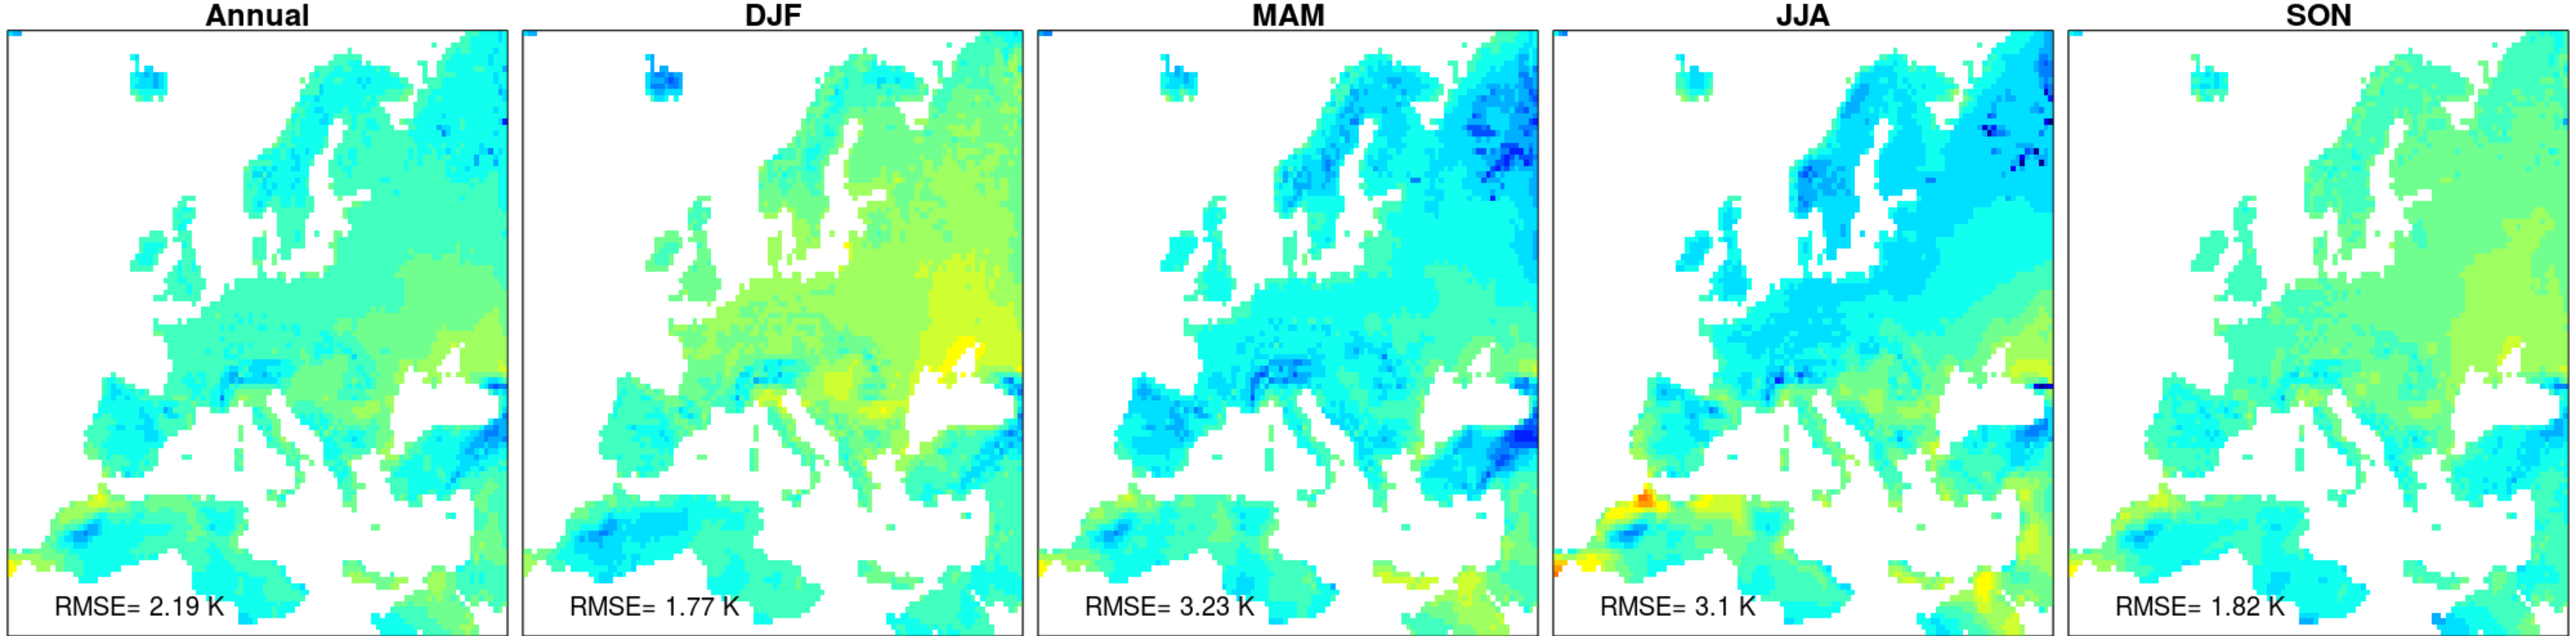 Annual DJF MAM JJA SON
RMSE= 2.19 K RMSE= 1.77 K RMSE= 3.23 K RMSE= 3.1 K RMSE= 1.82 K